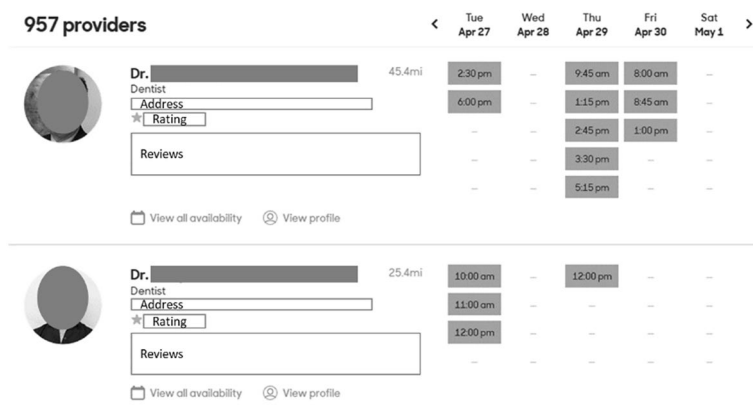 957 providers
< Tue Wed Thu Fri Sat >
Apr 27 Apr 28 Apr 29 Apr 30 May 1
Dr. 45.4mi
Dentist
Address
Rating
Reviews
View all availability View profile
2:30 pm – 9:45 am 8:00 am –
6:00 pm – 1:15 pm 8:45 am –
– – 2:45 pm 1:00 pm –
– – 3:30 pm – –
– – 5:15 pm – –
Dr. 25.4mi
Dentist
Address
Rating
Reviews
View all availability View profile
10:00 am – 12:00 pm – –
11:00 am – – – –
12:00 pm – – – –
– – – – –